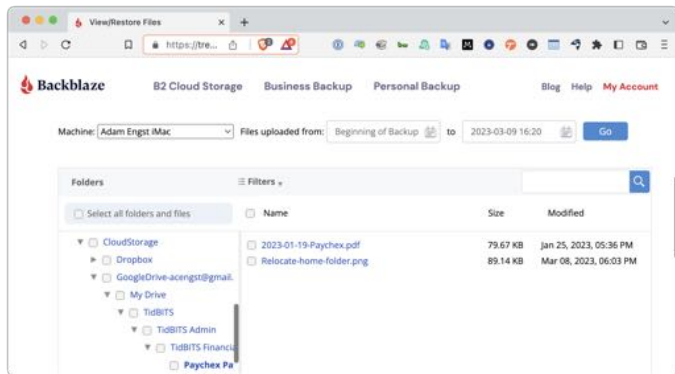 View/Restore Files
https://tre...
Backblaze
B2 Cloud Storage
Business Backup
Personal Backup
Blog
Help
My Account
Machine:
Adam Engst iMac
Files uploaded from:
Beginning of Backup
to
2023-03-09 16:20
Go
Folders
Filters
Select all folders and files
Name
Size
Modified
CloudStorage
Dropbox
GoogleDrive-acengst@gmail.
My Drive
TidBITS
TidBITS Admin
TidBITS Financia
Paychex Pa
2023-01-19-Paychex.pdf
79.67 KB
Jan 25, 2023, 05:36 PM
Relocate-home-folder.png
89.14 KB
Mar 08, 2023, 06:03 PM